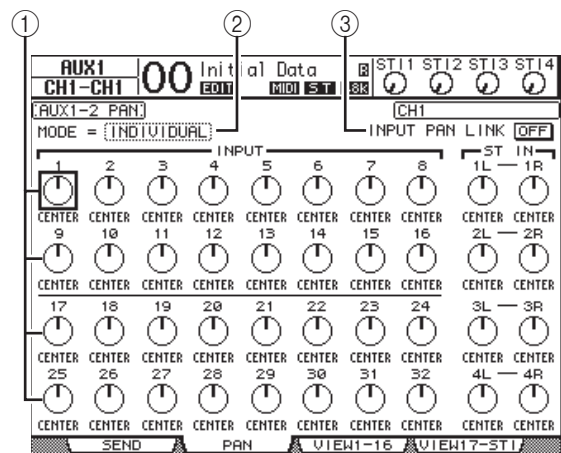 ① ② ③
AUX1
CH1-CH1
00
Initial Data
EDIT MIDI ST
STI1 STI2 STI3 STI4
AUX1-2 PAN
CH1
MODE = INDIVIDUAL
INPUT PAN LINK OFF
INPUT
ST IN
1 2 3 4 5 6 7 8 1L — 1R
CENTER CENTER CENTER CENTER CENTER CENTER CENTER CENTER CENTER CENTER
9 10 11 12 13 14 15 16 2L — 2R
CENTER CENTER CENTER CENTER CENTER CENTER CENTER CENTER CENTER CENTER
17 18 19 20 21 22 23 24 3L — 3R
CENTER CENTER CENTER CENTER CENTER CENTER CENTER CENTER CENTER CENTER
25 26 27 28 29 30 31 32 4L — 4R
CENTER CENTER CENTER CENTER CENTER CENTER CENTER CENTER CENTER CENTER
SEND PAN VIEW1-16 VIEW17-STI